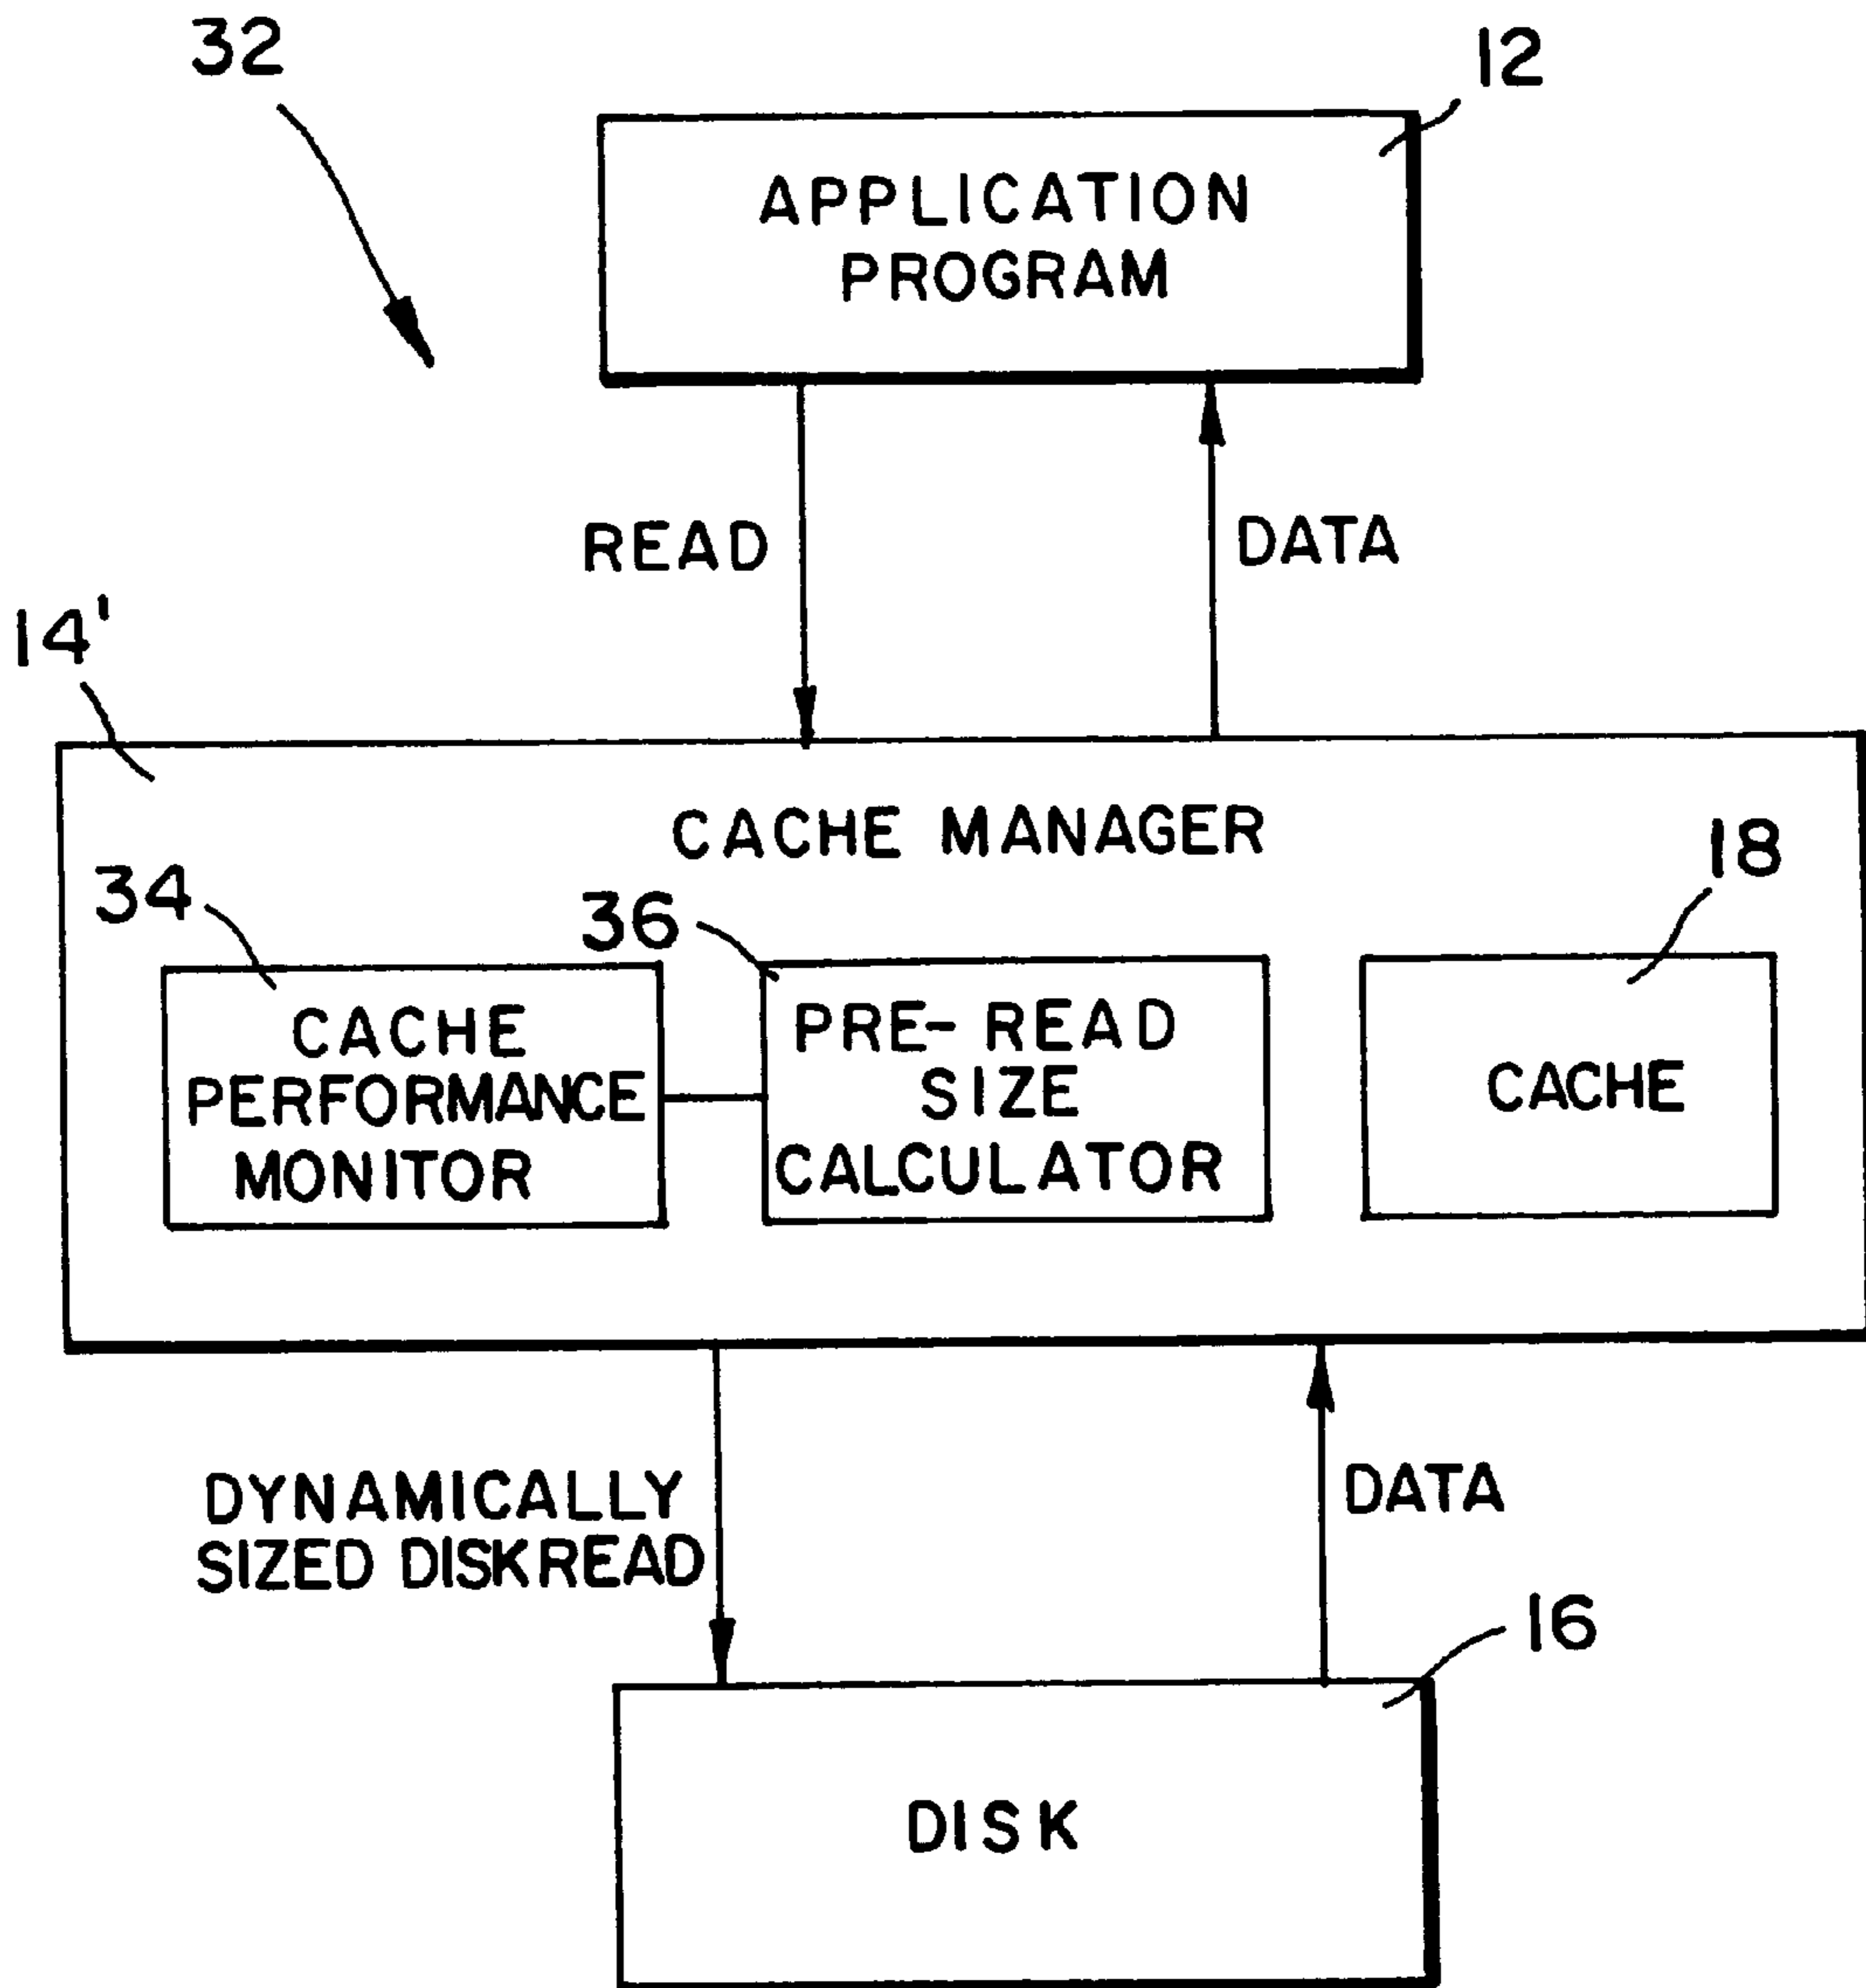 32
12
APPLICATION
PROGRAM
READ
DATA
14'
CACHE MANAGER
34
36
18
CACHE
PERFORMANCE
MONITOR
PRE- READ
SIZE
CALCULATOR
CACHE
DYNAMICALLY
SIZED DISKREAD
DATA
16
DISK